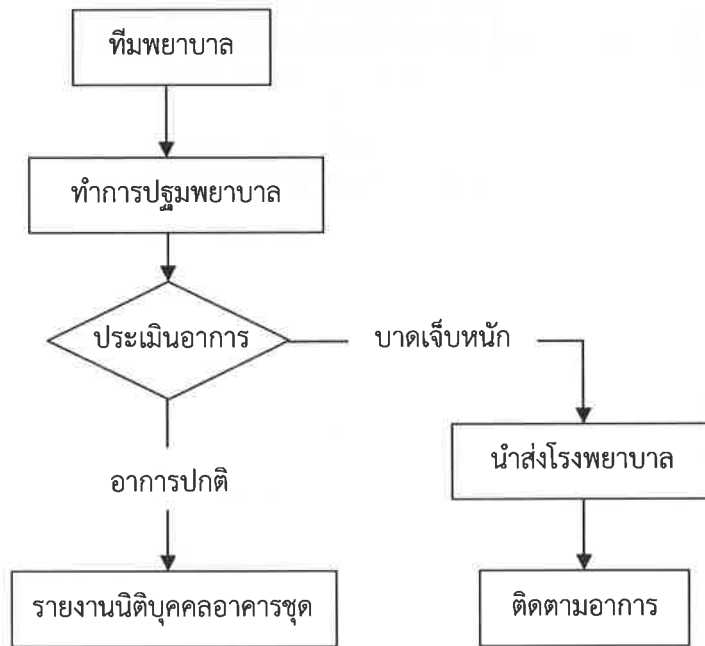 ทีมพยาบาล
ทำการปฐมพยาบาล
ประเมินอาการ
บาดเจ็บหนัก
นำส่งโรงพยาบาล
อาการปกติ
รายงานนิติบุคคลอาคารชุด
ติดตามอาการ